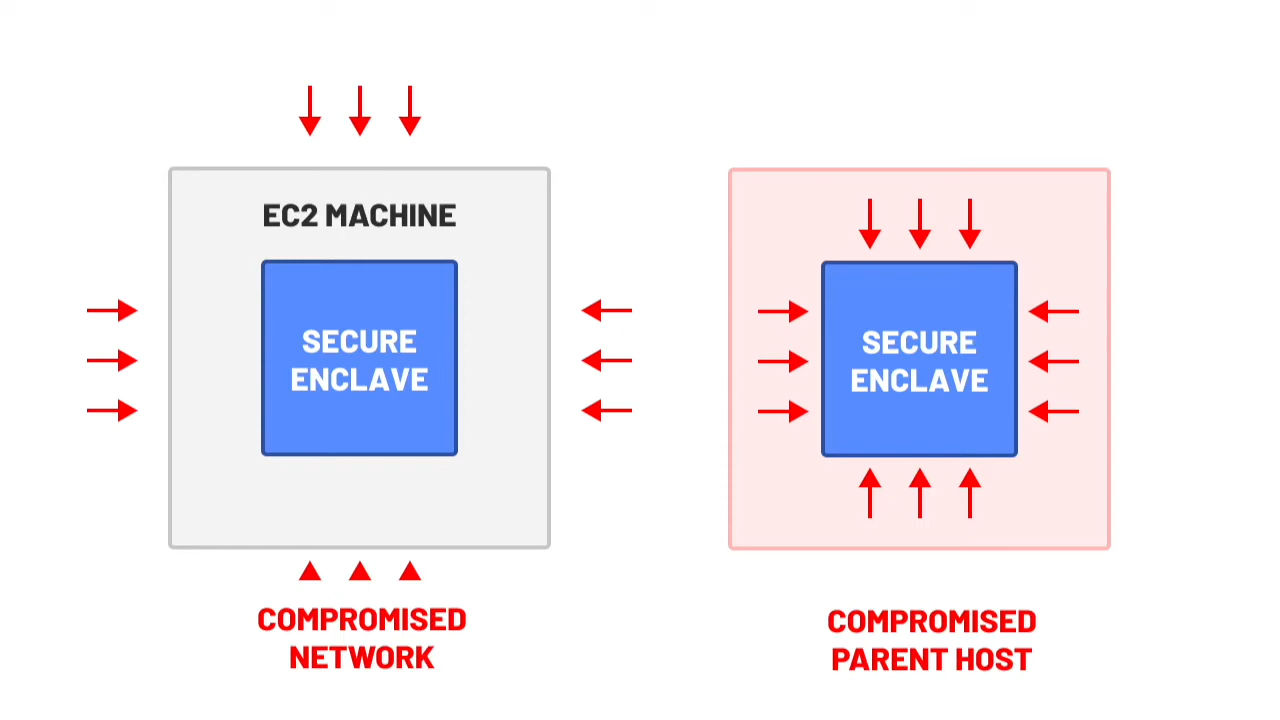 EC2 MACHINE
SECURE
ENCLAVE
COMPROMISED
NETWORK
SECURE
ENCLAVE
COMPROMISED
PARENT HOST